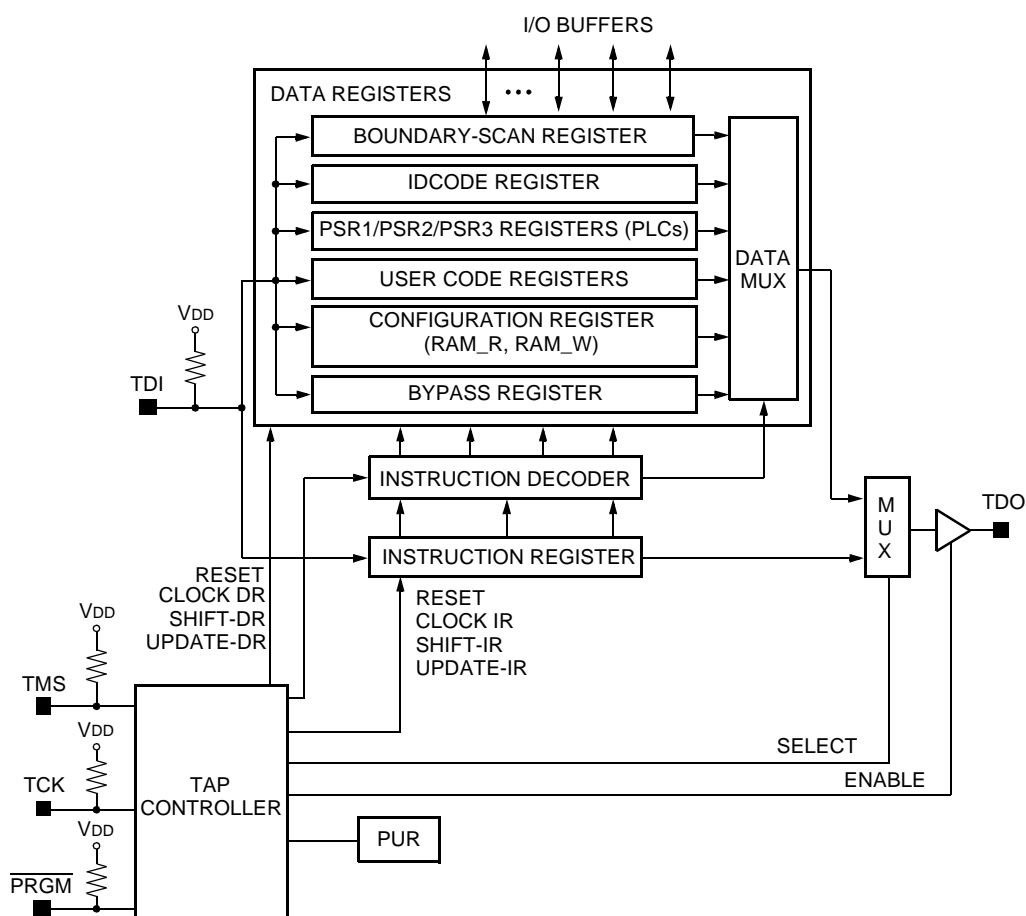 I/O BUFFERS
DATA REGISTERS
•••
BOUNDARY-SCAN REGISTER
IDCODE REGISTER
PSR1/PSR2/PSR3 REGISTERS (PLCs)
USER CODE REGISTERS
CONFIGURATION REGISTER
(RAM_R, RAM_W)
BYPASS REGISTER
DATA
MUX
VDD
TDI
INSTRUCTION DECODER
INSTRUCTION REGISTER
M
U
X
TDO
RESET
CLOCK DR
SHIFT-DR
UPDATE-DR
RESET
CLOCK IR
SHIFT-IR
UPDATE-IR
VDD
TMS
VDD
TCK
VDD
PRGM
TAP
CONTROLLER
SELECT
ENABLE
PUR